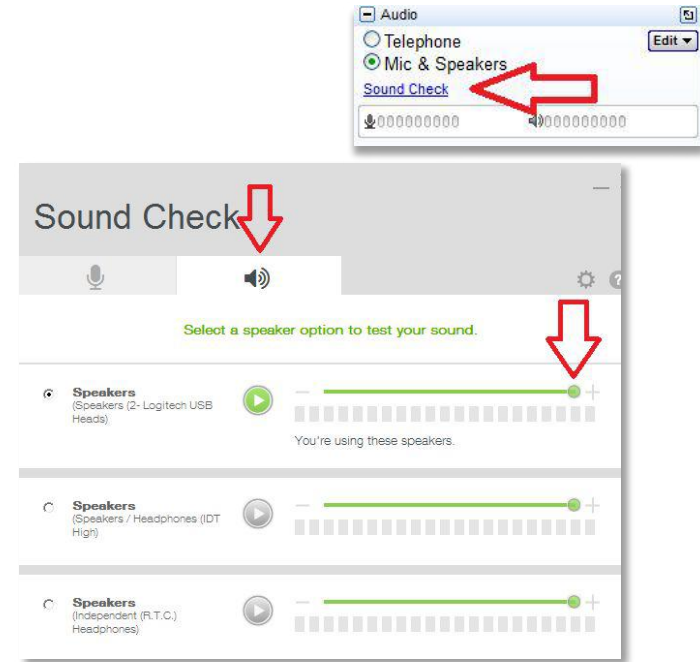 Audio
Telephone
Edit
Mic & Speakers
Sound Check
000000000 000000000
Sound Check
Select a speaker option to test your sound.
Speakers
(Speakers (2- Logitech USB
Heads)
You're using these speakers.
Speakers
(Speakers / Headphones (IDT
High)
Speakers
(Independent (R.T.C.)
Headphones)